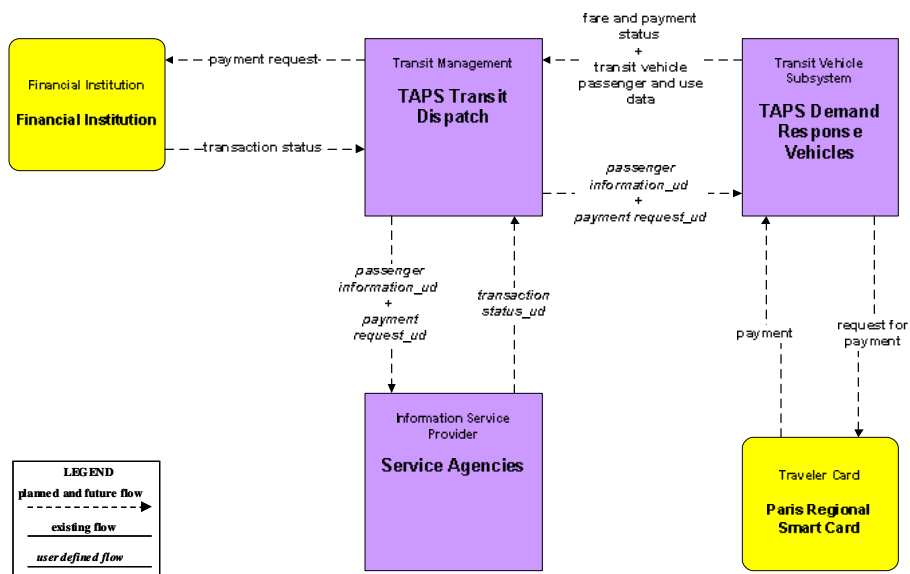 fare and payment
status
+
transit vehicle
passenger and use
data
payment request
Financial Institution
Financial Institution
Transit Management
TAPS Transit
Dispatch
Transit Vehicle
Subsystem
TAPS Demand
Response
Vehicles
transaction status
passenger
information_ud
+
payment request_ud
passenger
information_ud
+
payment
request_ud
transaction
status_ud
payment
request for
payment
Information Service
Provider
Service Agencies
Traveler Card
Paris Regional
Smart Card
LEGEND
planned and future flow
existing flow
user defined flow